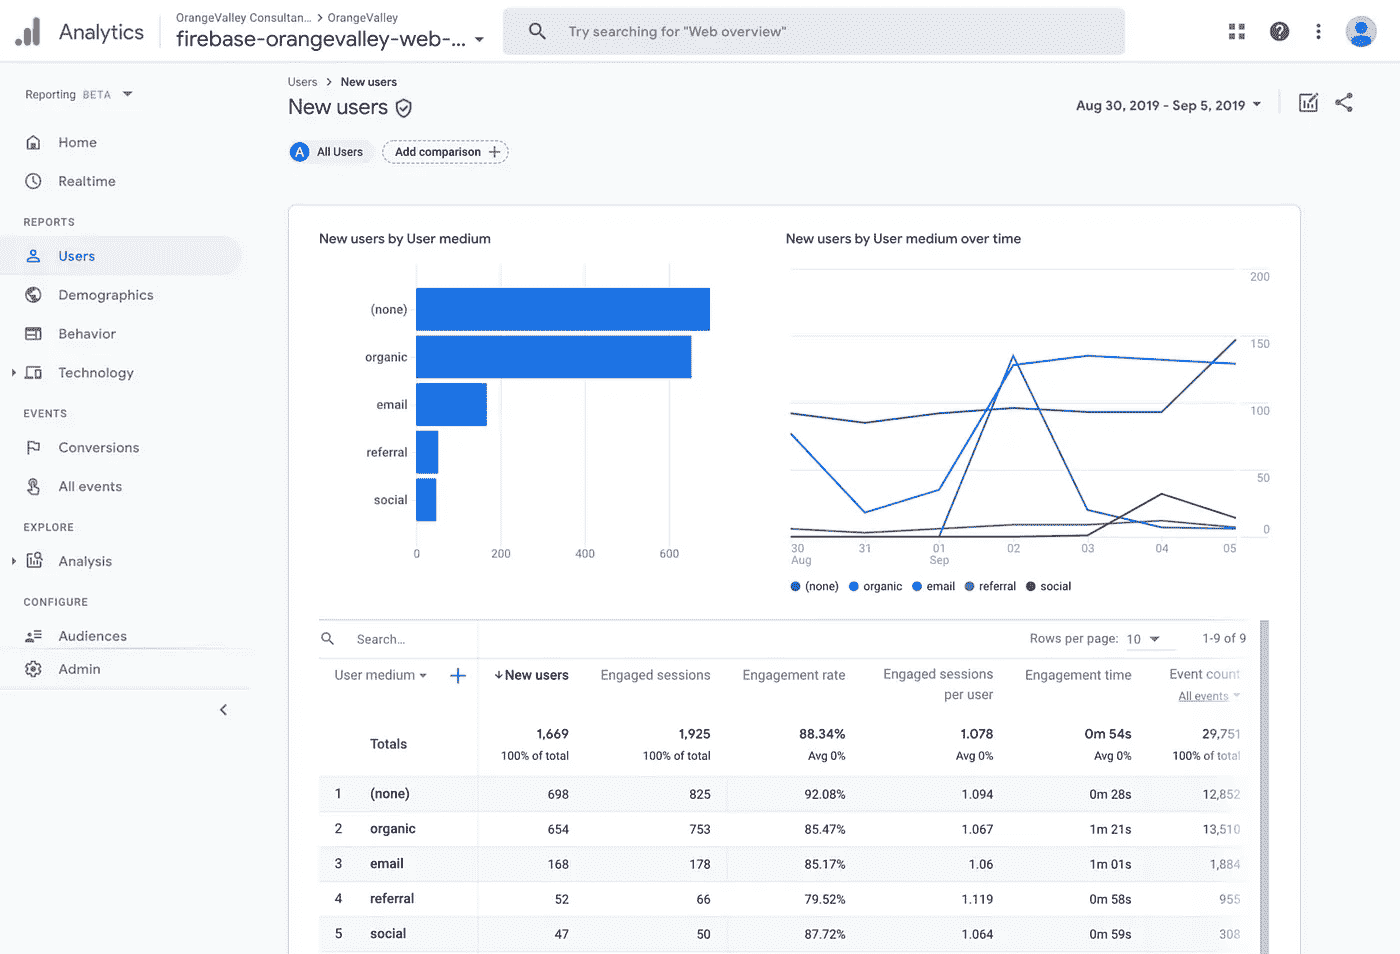 Analytics
OrangeValley Consultan... > OrangeValley
firebase-orangevalley-web-...
Try searching for "Web overview"
Reporting BETA
Home
Realtime
REPORTS
Users
Demographics
Behavior
Technology
EVENTS
Conversions
All events
EXPLORE
Analysis
CONFIGURE
Audiences
Admin
Users > New users
New users
Aug 30, 2019 - Sep 5, 2019
A All Users
Add comparison +
New users by User medium
(none)
organic
email
referral
social
0 200 400 600
New users by User medium over time
200
150
100
50
0
30 31 01 02 03 04 05
Aug Sep
(none) organic email referral social
Search...
Rows per page: 10 1-9 of 9
User medium + New users Engaged sessions Engagement rate Engaged sessions per user Engagement time Event count
All events
Totals 1,669 1,925 88.34% 1.078 0m 54s 29,751
100% of total 100% of total Avg 0% Avg 0% Avg 0% 100% of total
1 (none) 698 825 92.08% 1.094 0m 28s 12,852
2 organic 654 753 85.47% 1.067 1m 21s 13,510
3 email 168 178 85.17% 1.06 1m 01s 1,884
4 referral 52 66 79.52% 1.119 0m 58s 955
5 social 47 50 87.72% 1.064 0m 59s 308